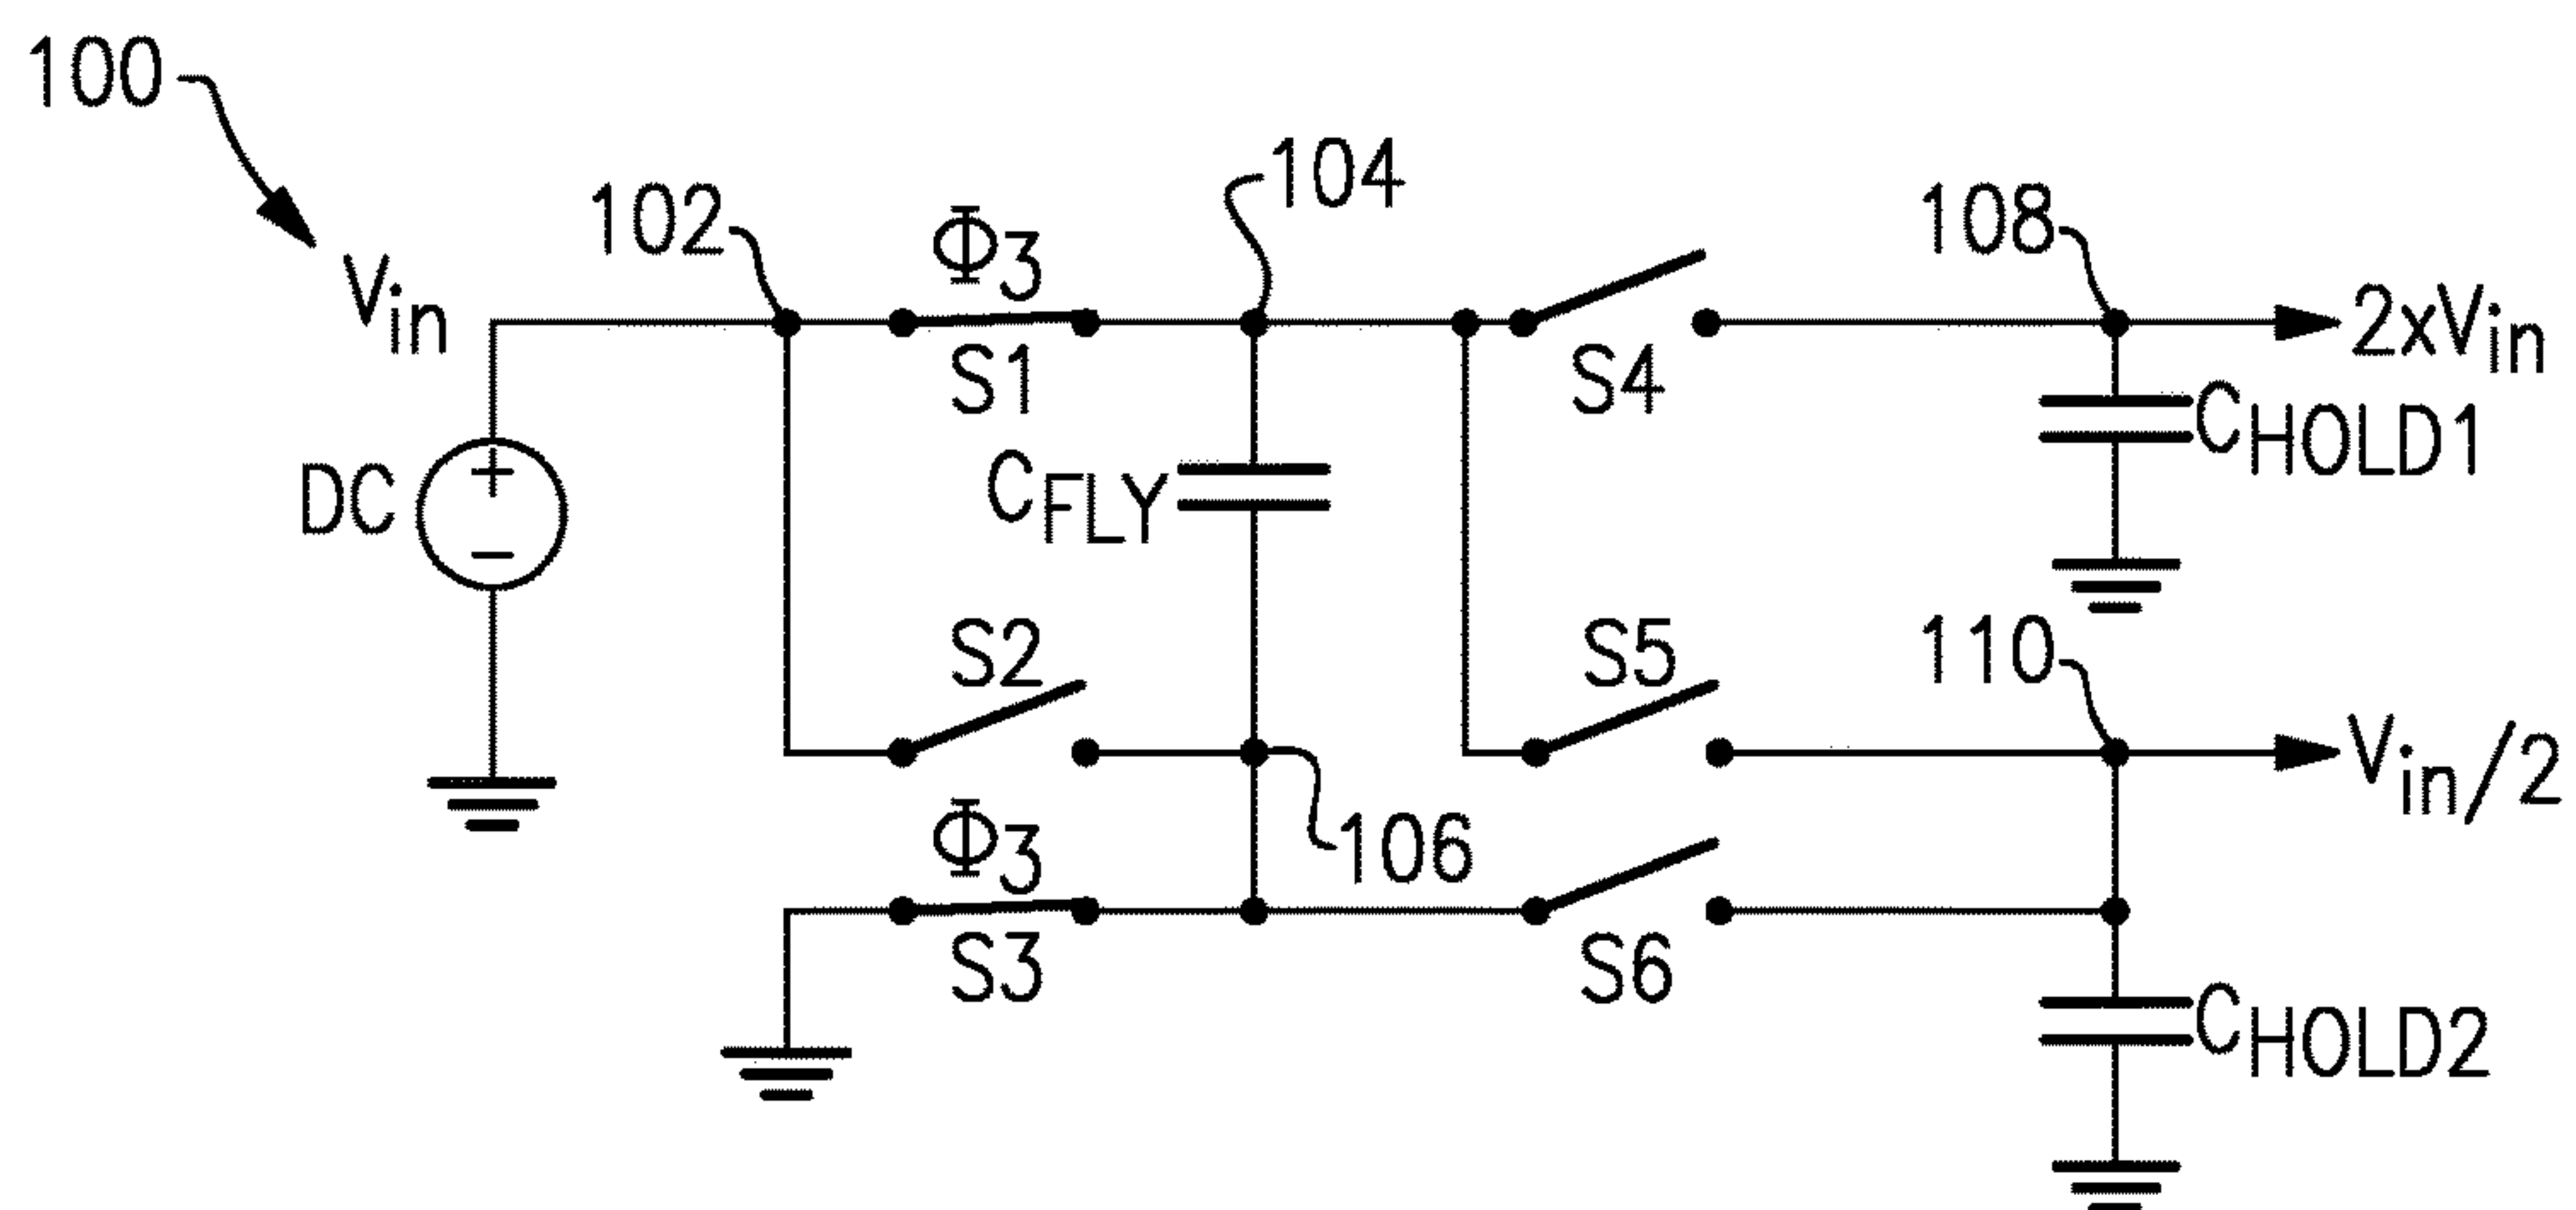 100
104
102
Φ3
108
Vin
2xVin
S1
S4
CHOLD1
DC
+
−
CFLY
S2
S5
110
Vin/2
Φ3
106
S3
S6
CHOLD2